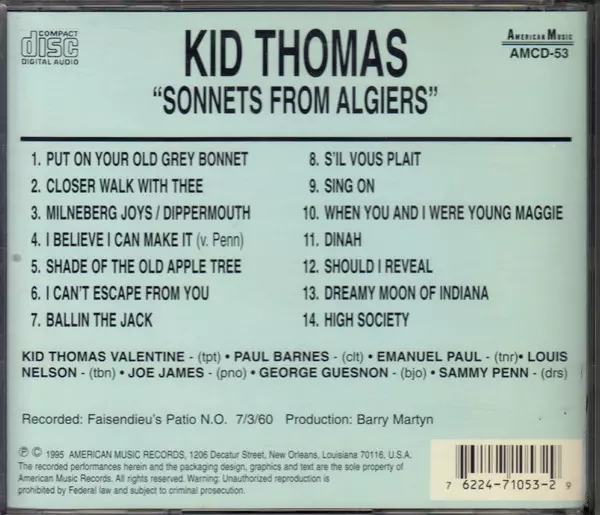 COMPACT
disc
DIGITAL AUDIO
KID THOMAS
AMERICAN MUSIC
AMCD-53
“SONNETS FROM ALGIERS”
1. PUT ON YOUR OLD GREY BONNET
2. CLOSER WALK WITH THEE
3. MILNEBERG JOYS / DIPPERMOUTH
4. I BELIEVE I CAN MAKE IT (v. Penn)
5. SHADE OF THE OLD APPLE TREE
6. I CAN'T ESCAPE FROM YOU
7. BALLIN THE JACK
8. S'IL VOUS PLAIT
9. SING ON
10. WHEN YOU AND I WERE YOUNG MAGGIE
11. DINAH
12. SHOULD I REVEAL
13. DREAMY MOON OF INDIANA
14. HIGH SOCIETY
KID THOMAS VALENTINE - (tpt) • PAUL BARNES - (clt) • EMANUEL PAUL - (tnr)• LOUIS
NELSON - (tbn) • JOE JAMES - (pno) • GEORGE GUESNON - (bjo) • SAMMY PENN - (drs)
Recorded: Faisendieu's Patio N.O. 7/3/60 Production: Barry Martyn
℗ © 1995 AMERICAN MUSIC RECORDS, 1206 Decatur Street, New Orleans, Louisiana 70116, U.S.A.
The recorded performances herein and the packaging design, graphics and text are the sole property of
American Music Records. All rights reserved. Warning: Unauthorized reproduction is
prohibited by Federal law and subject to criminal prosecution.
7 62247-71053-2 9